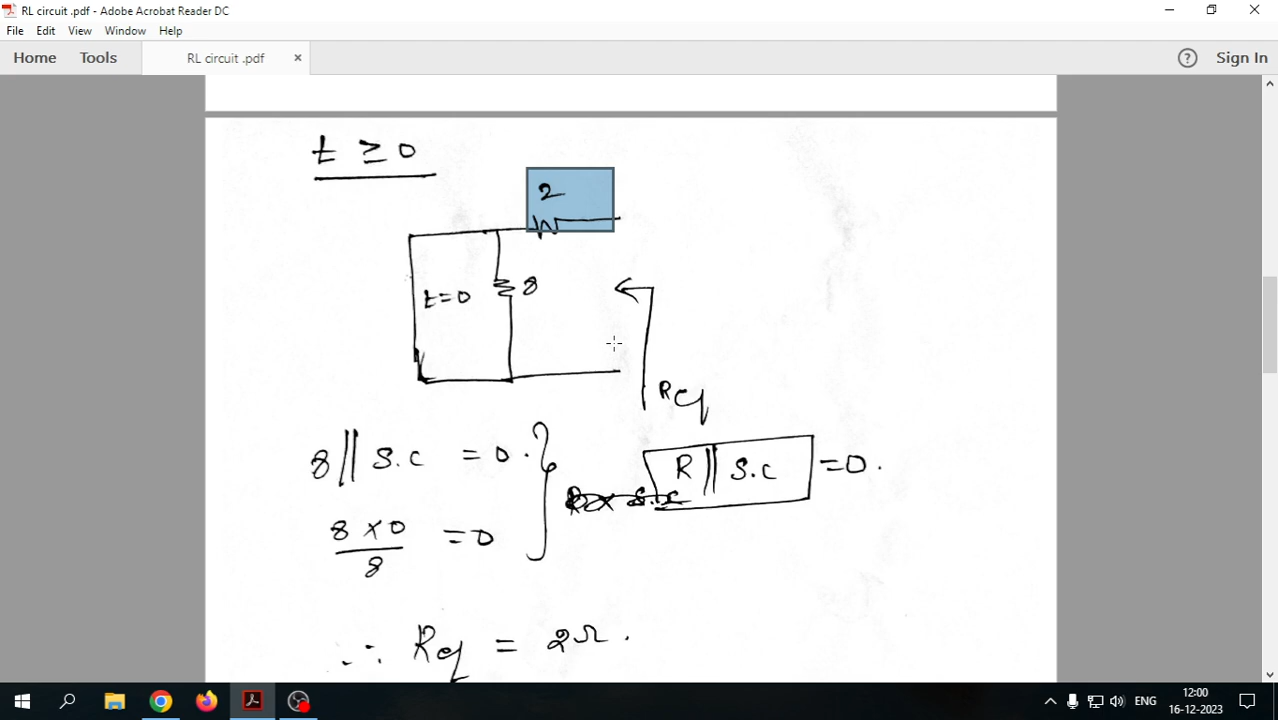 RL circuit .pdf - Adobe Acrobat Reader DC
File Edit View Window Help
Home Tools RL circuit .pdf × ? Sign In
t ≥ 0
2
t=0 8
Req
8 || S.C = 0 .
R || S.C = 0 .
8 × 0 / 8 = 0
∴ Req = 2Ω .
ENG 12:00
16-12-2023